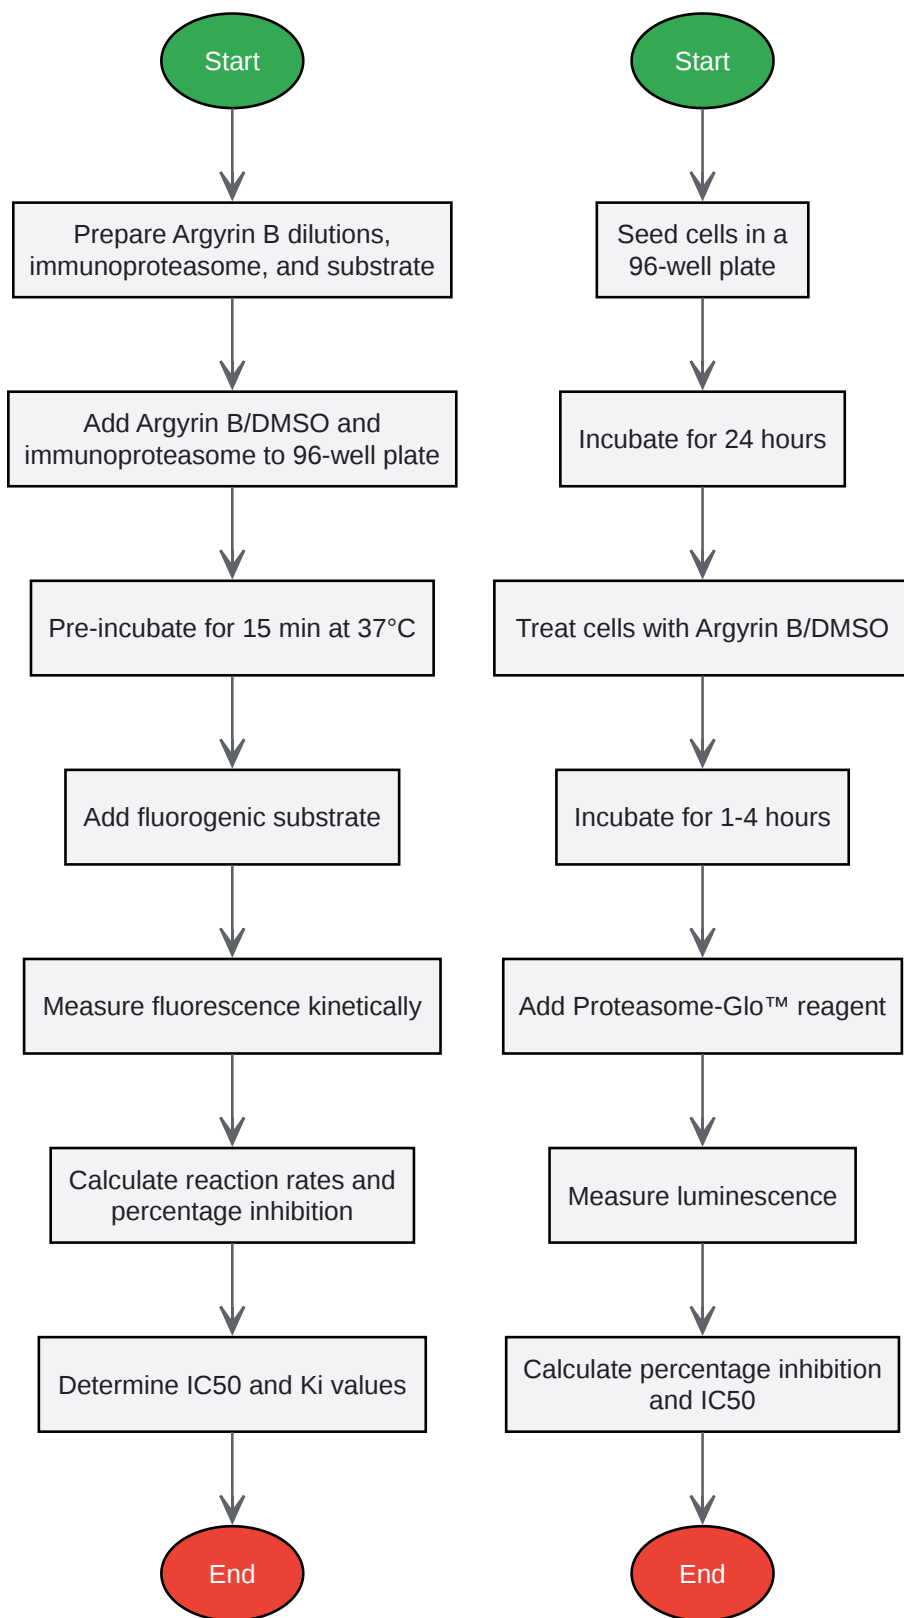 Start
Prepare Argyrin B dilutions,
immunoproteasome, and substrate
Add Argyrin B/DMSO and
immunoproteasome to 96-well plate
Pre-incubate for 15 min at 37°C
Add fluorogenic substrate
Measure fluorescence kinetically
Calculate reaction rates and
percentage inhibition
Determine IC50 and Ki values
End
Start
Seed cells in a
96-well plate
Incubate for 24 hours
Treat cells with Argyrin B/DMSO
Incubate for 1-4 hours
Add Proteasome-Glo™ reagent
Measure luminescence
Calculate percentage inhibition
and IC50
End